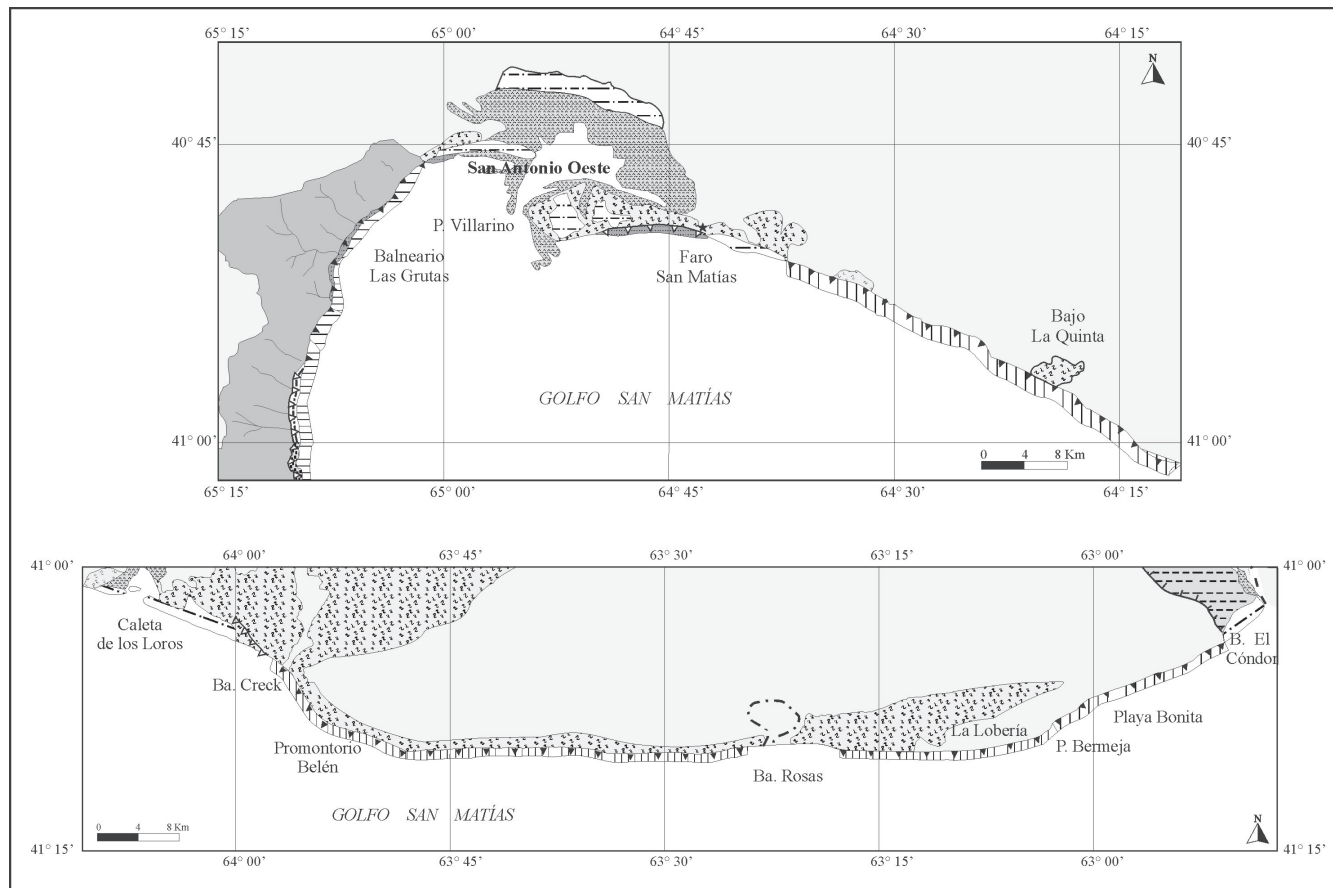 65° 15’ 65° 00’ 64° 45’ 64° 30’ 64° 15’
N
40° 45’ 40° 45’
San Antonio Oeste
P. Villarino
Balneario
Las Grutas
Faro
San Matías
Bajo
La Quinta
GOLFO SAN MATÍAS
41° 00’ 41° 00’
0 4 8 Km
65° 15’ 65° 00’ 64° 45’ 64° 30’ 64° 15’
64° 00’ 63° 45’ 63° 30’ 63° 15’ 63° 00’
41° 00’ 41° 00’
Caleta
de los Loros
B. El
Cóndor
Ba. Creck
Playa Bonita
La Lobería
P. Bermeja
Promontorio
Belén
Ba. Rosas
GOLFO SAN MATÍAS
0 4 8 Km
N
41° 15’ 41° 15’
64° 00’ 63° 45’ 63° 30’ 63° 15’ 63° 00’